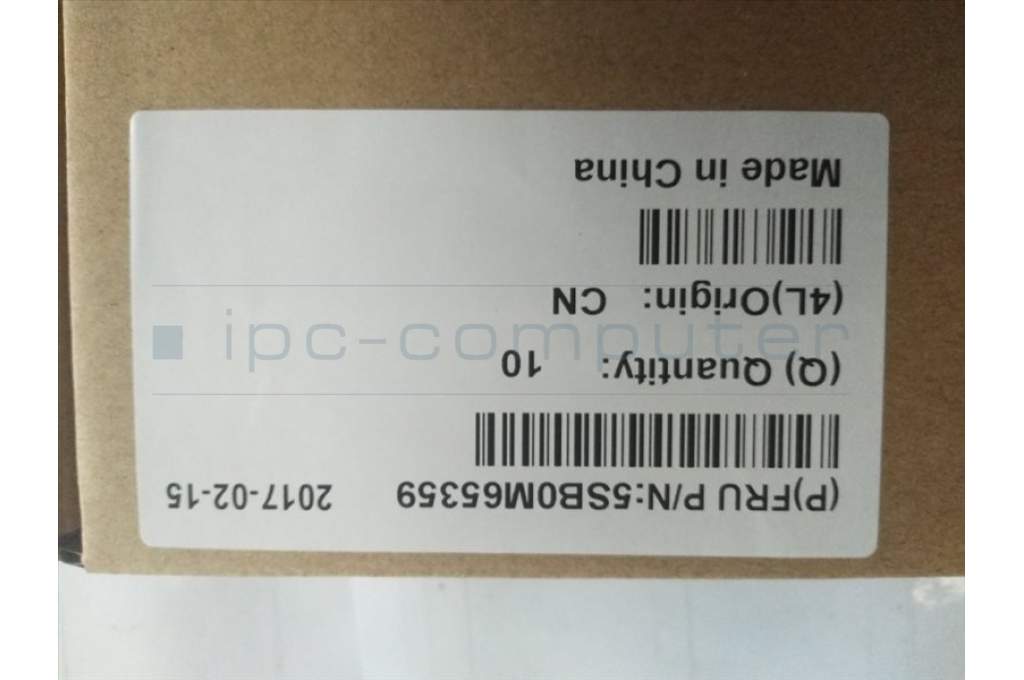 (P)FRU P/N:5SB0M65359 2017-02-15
(Q) Quantity: 10
(4L)Origin: CN
Made in China
ipc-computer